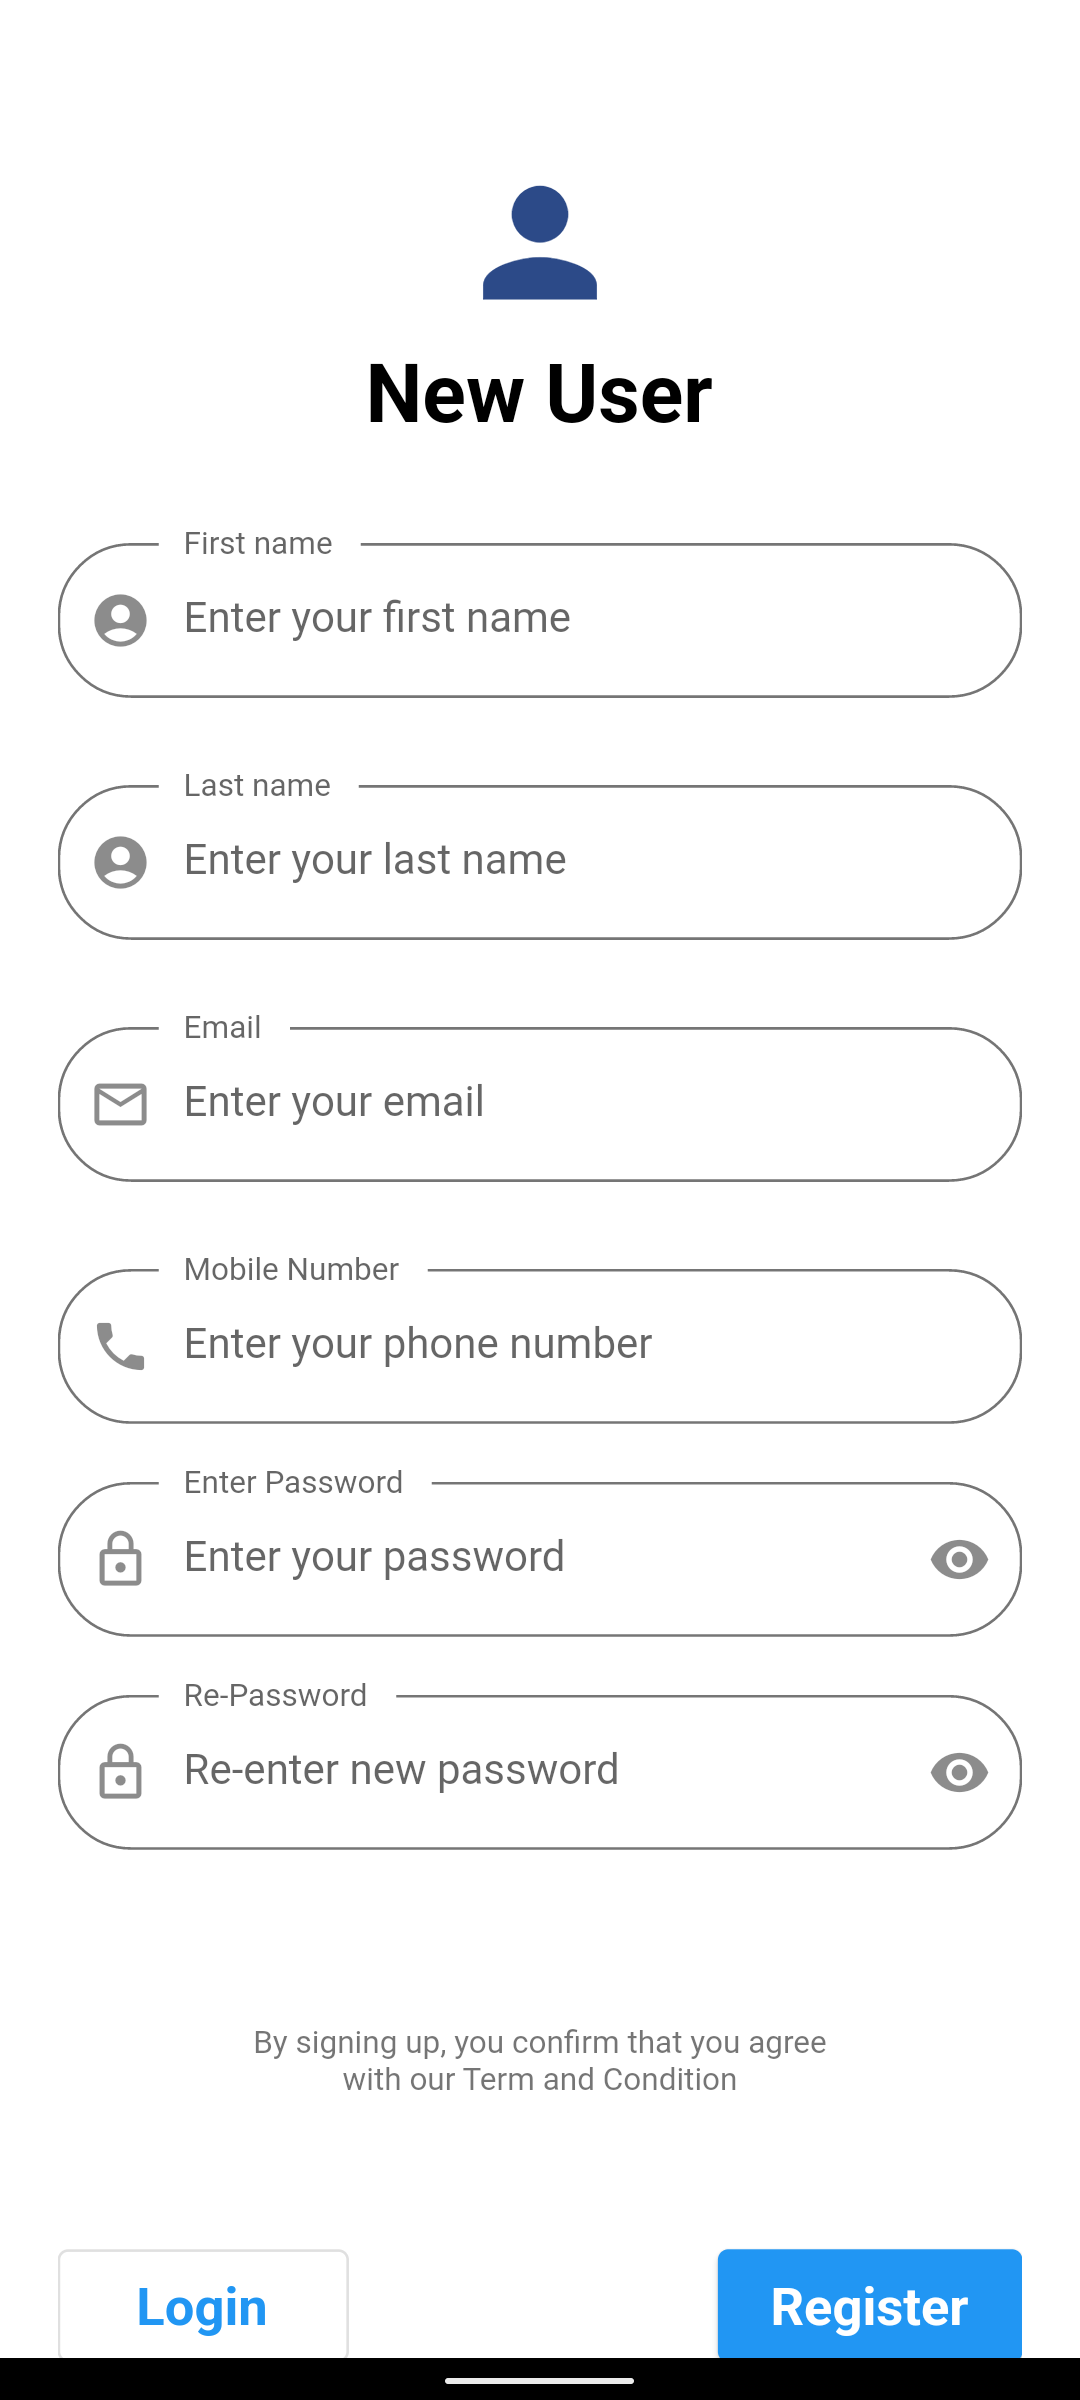 New User
First name
Enter your first name
Last name
Enter your last name
Email
Enter your email
Mobile Number
Enter your phone number
Enter Password
Enter your password
Re-Password
Re-enter new password
By signing up, you confirm that you agree
with our Term and Condition
Login
Register